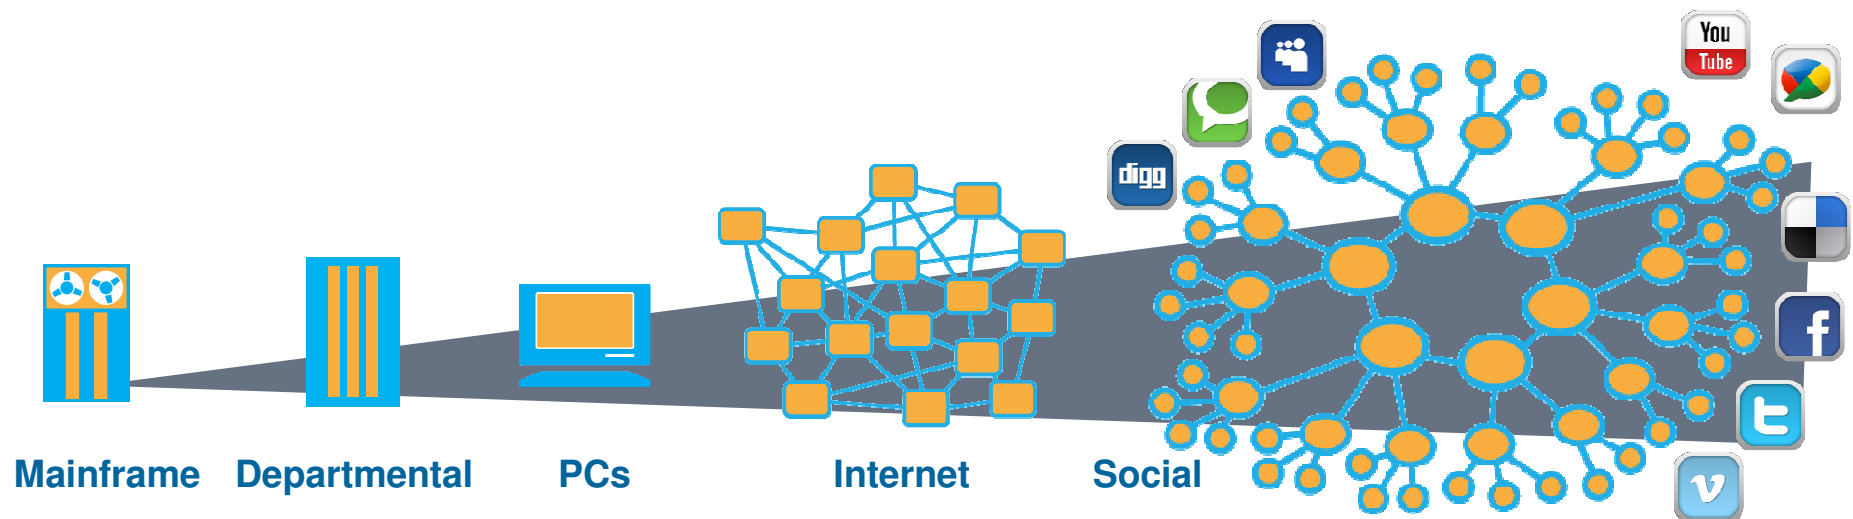 You
Tube
digg
f
t
v
Mainframe Departmental PCs Internet Social